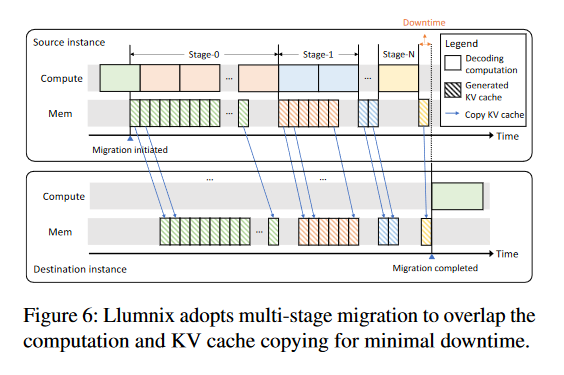 Downtime
Source instance
Stage-0
Stage-1
Stage-N
Legend
Decoding
computation
Generated
KV cache
Copy KV cache
Compute
...
...
Mem
...
Time
Migration initiated
...
...
Compute
Mem
...
Time
Destination instance
Migration completed
Figure 6: Llumnix adopts multi-stage migration to overlap the
computation and KV cache copying for minimal downtime.